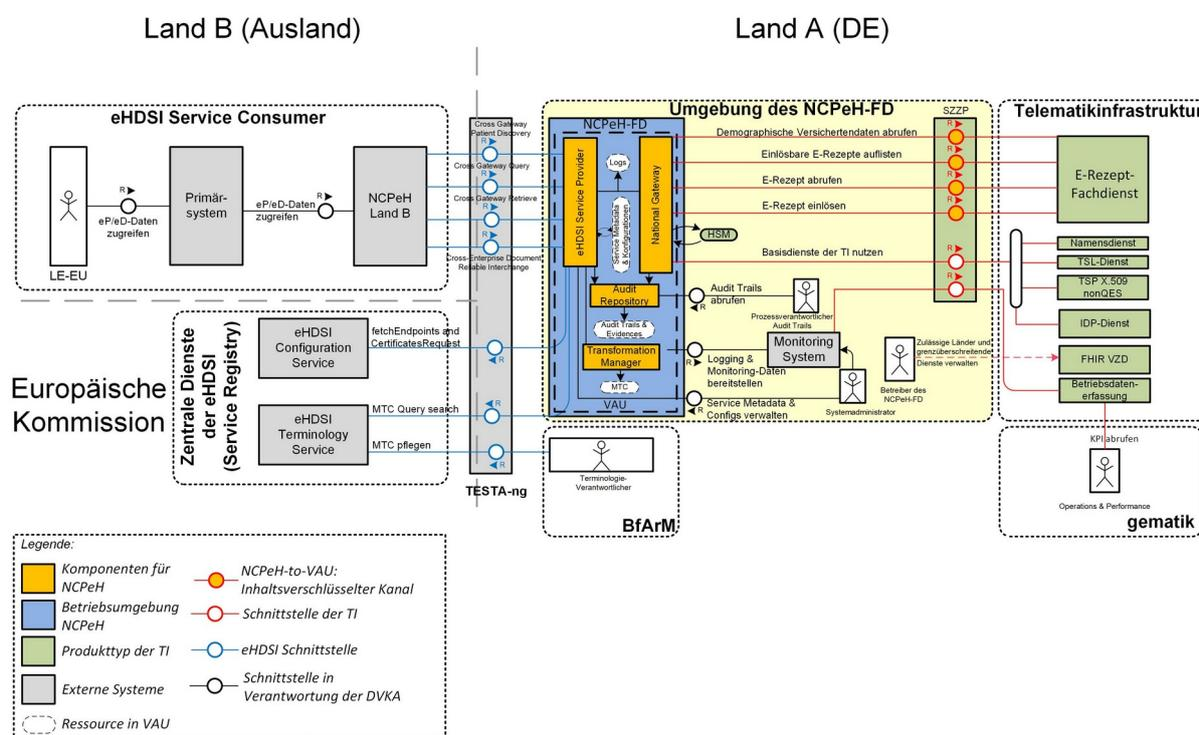 Land B (Ausland)
Land A (DE)
eHDSI Service Consumer
LE-EU
R
eP/eD-Daten
zugreifen
Primär-
system
R
eP/eD-Daten
zugreifen
NCPeH
Land B
Cross Gateway
Patient Discovery
R
Cross Gateway Query
R
Cross Gateway Retrieve
R
R
Cross-Enterprise Document
Reliable Interchange
Umgebung des NCPeH-FD
NCPeH-FD
eHDSI Service Provider
Logs
Service Metadata
& Konfigurationen
National Gateway
Audit
Repository
Audit Trails &
Evidences
Transformation
Manager
MTC
VAU
Demographische Versichertendaten abrufen
Einlösbare E-Rezepte auflisten
E-Rezept abrufen
E-Rezept einlösen
HSM
Basisdienste der TI nutzen
SZZP
R
R
R
R
R
R
Audit Trails
abrufen
R
Prozessverantwortlicher
Audit Trails
Monitoring
System
R
Logging &
Monitoring-Daten
bereitstellen
Service Metadata &
Configs verwalten
R
Systemadministrator
Betreiber des
NCPeH-FD
Zulässige Länder und
grenzüberschreitende
Dienste verwalten
Telematikinfrastruktur
E-Rezept-
Fachdienst
Namensdienst
TSL-Dienst
TSP X.509
nonQES
IDP-Dienst
FHIR VZD
Betriebsdaten-
erfassung
KPI abrufen
Operations & Performance
gematik
Europäische
Kommission
Zentrale Dienste
der eHDSI
(Service Registry)
eHDSI
Configuration
Service
fetchEndpoints and
CertificatesRequest
R
eHDSI
Terminology
Service
MTC Query search
R
MTC pflegen
R
TESTA-ng
Terminologie-
Verantwortlicher
BfArM
Legende:
Komponenten für
NCPeH
Betriebsumgebung
NCPeH
Produkttyp der TI
Externe Systeme
Ressource in VAU
NCPeH-to-VAU:
Inhaltsverschlüsselter Kanal
Schnittstelle der TI
eHDSI Schnittstelle
Schnittstelle in
Verantwortung der DVKA